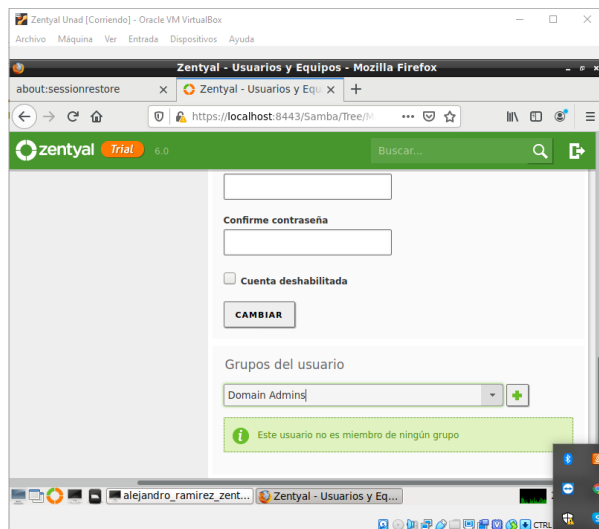 Zentyal Unad [Corriendo] - Oracle VM VirtualBox
Archivo Máquina Ver Entrada Dispositivos Ayuda
Zentyal - Usuarios y Equipos - Mozilla Firefox
about:sessionrestore
Zentyal - Usuarios y Equ
https://localhost:8443/Samba/Tree/M
zentyal Trial 6.0
Buscar...
Confirme contraseña
Cuenta deshabilitada
CAMBIAR
Grupos del usuario
Domain Admins
Este usuario no es miembro de ningún grupo
alejandro_ramirez_zent...
Zentyal - Usuarios y Eq...
CTRL